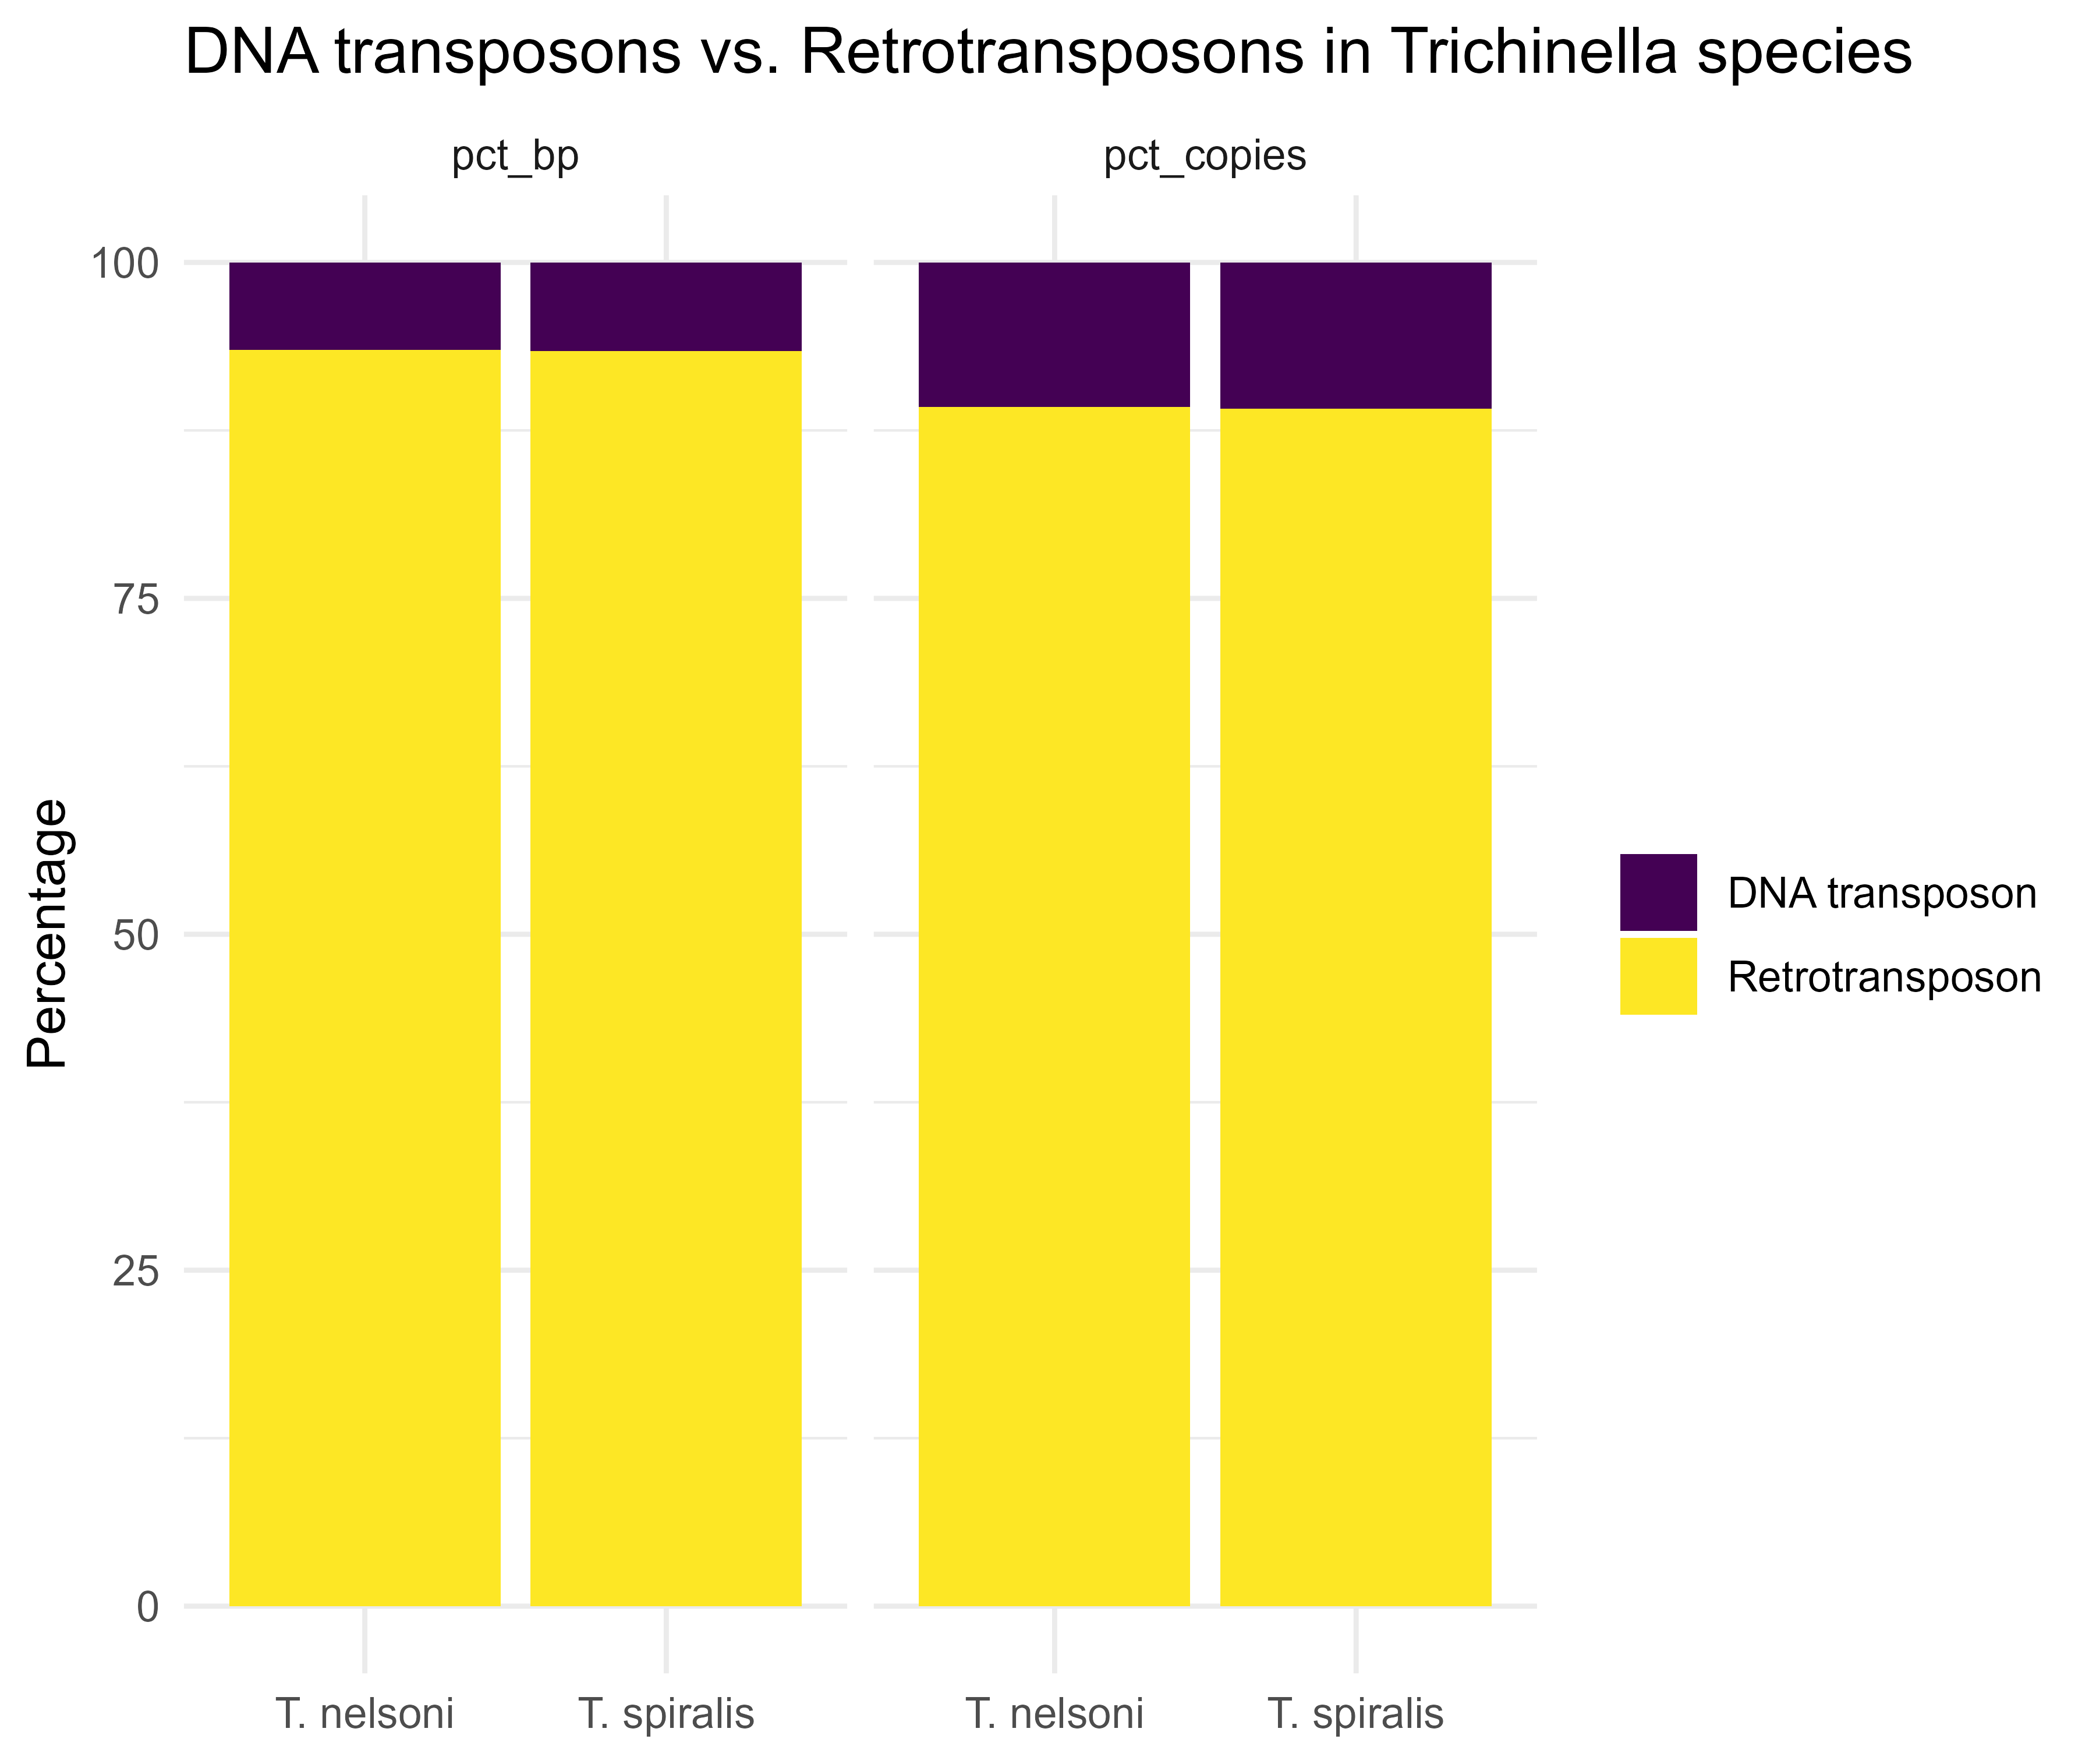 DNA transposons vs. Retrotransposons in Trichinella species
pct_bp
pct_copies
100
75
50
25
0
Percentage
T. nelsoni
T. spiralis
T. nelsoni
T. spiralis
DNA transposon
Retrotransposon